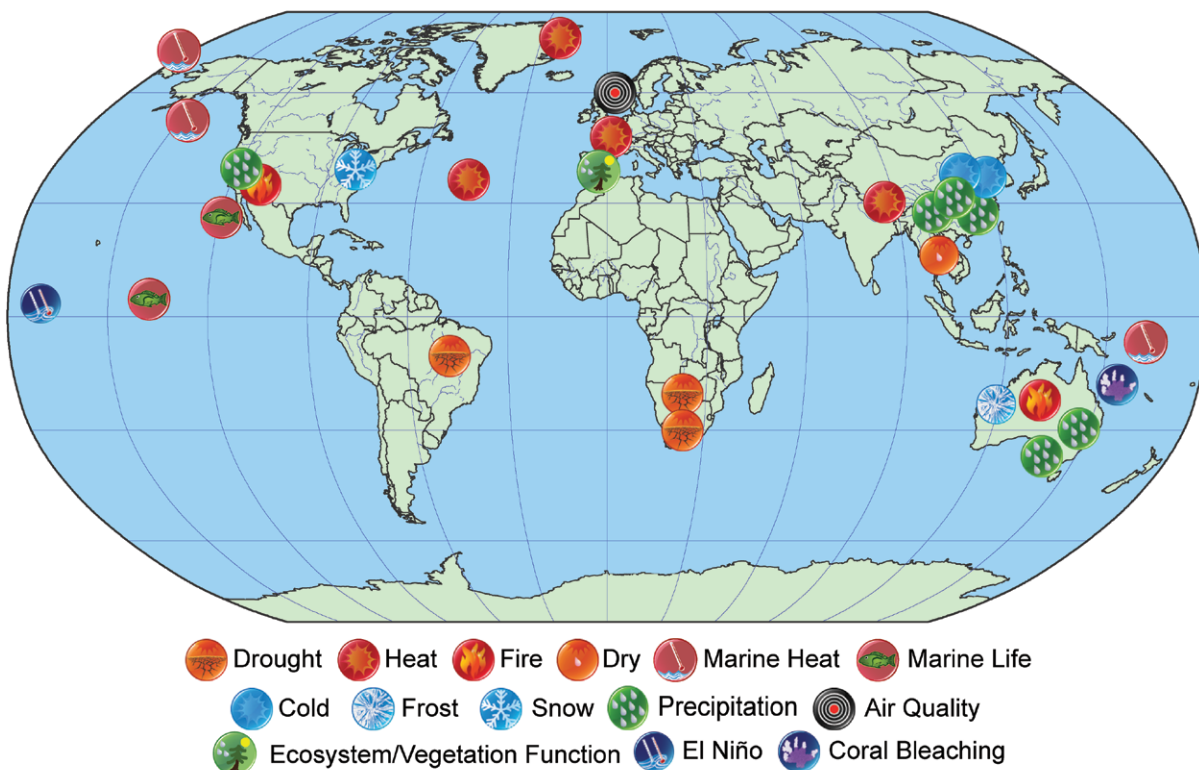 Drought Heat Fire Dry Marine Heat Marine Life
Cold Frost Snow Precipitation Air Quality
Ecosystem/Vegetation Function El Niño Coral Bleaching